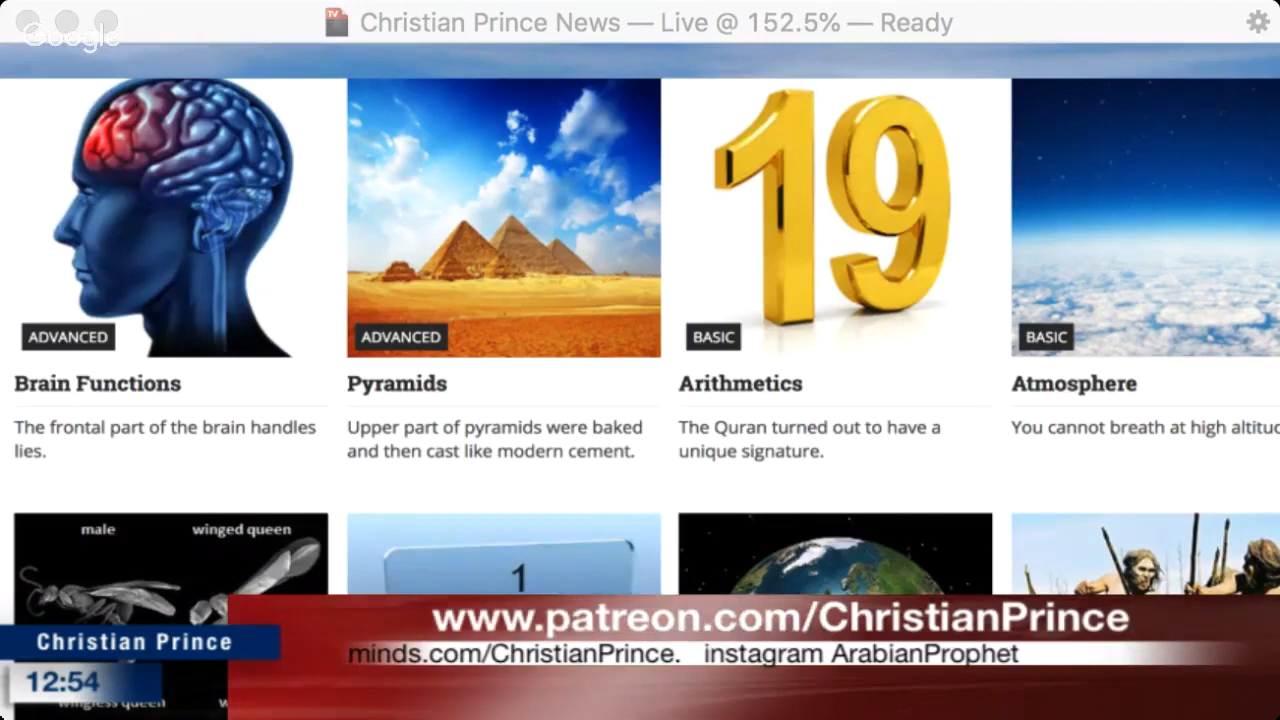 Google
TV
Christian Prince News — Live @ 152.5% — Ready
ADVANCED
ADVANCED
BASIC
BASIC
Brain Functions
Pyramids
Arithmetics
Atmosphere
The frontal part of the brain handles
lies.
Upper part of pyramids were baked
and then cast like modern cement.
The Quran turned out to have a
unique signature.
You cannot breath at high
male
winged queen
1
www.patreon.com/ChristianPrince
Christian Prince
minds.com/ChristianPrince. instagram ArabianProphet
12:54
wingless queen